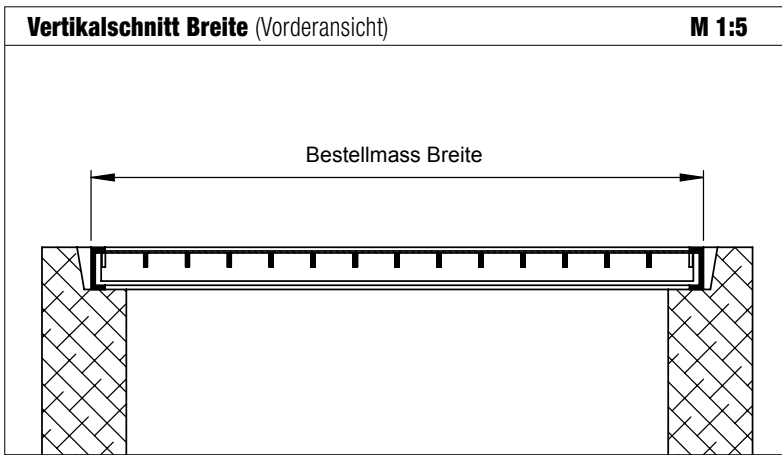 Vertikalschnitt Breite (Vorderansicht) M 1:5
Bestellmass Breite